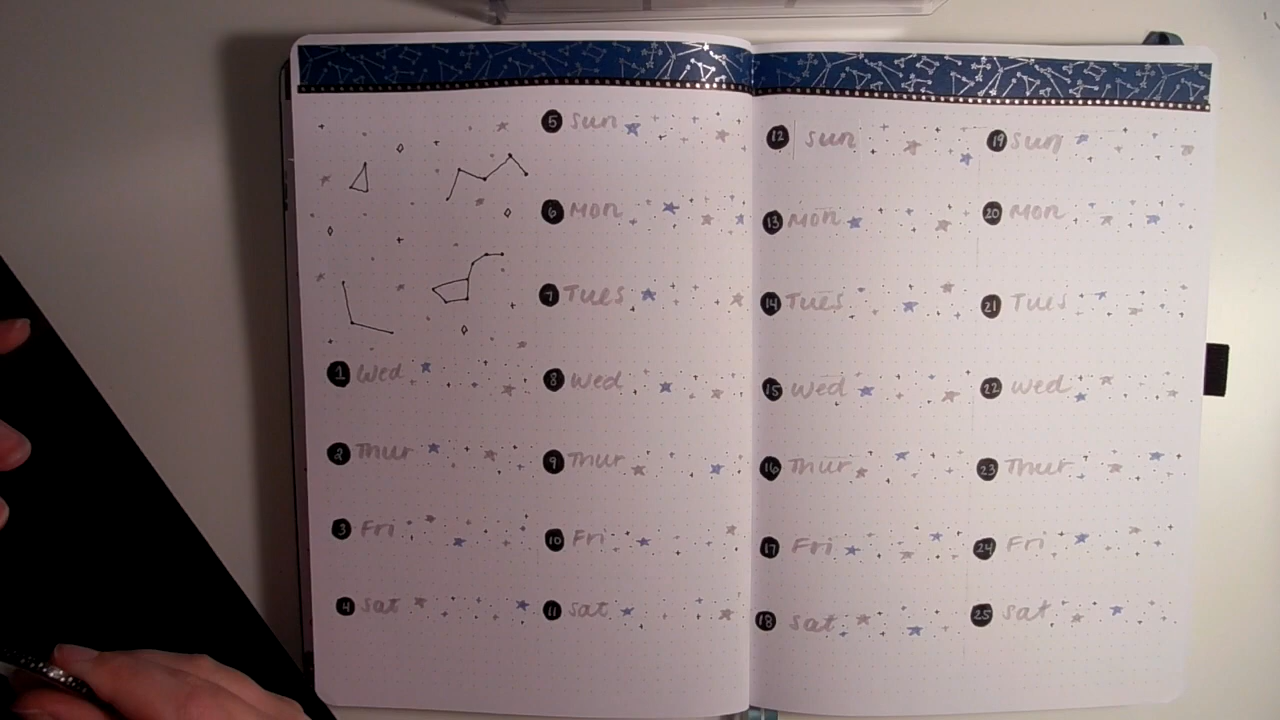 1 Wed
2 Thur
3 Fri
4 Sat
5 Sun
6 Mon
7 Tues
8 Wed
9 Thur
10 Fri
11 Sat
12 Sun
13 Mon
14 Tues
15 Wed
16 Thur
17 Fri
18 Sat
19 Sun
20 Mon
21 Tues
22 Wed
23 Thur
24 Fri
25 Sat